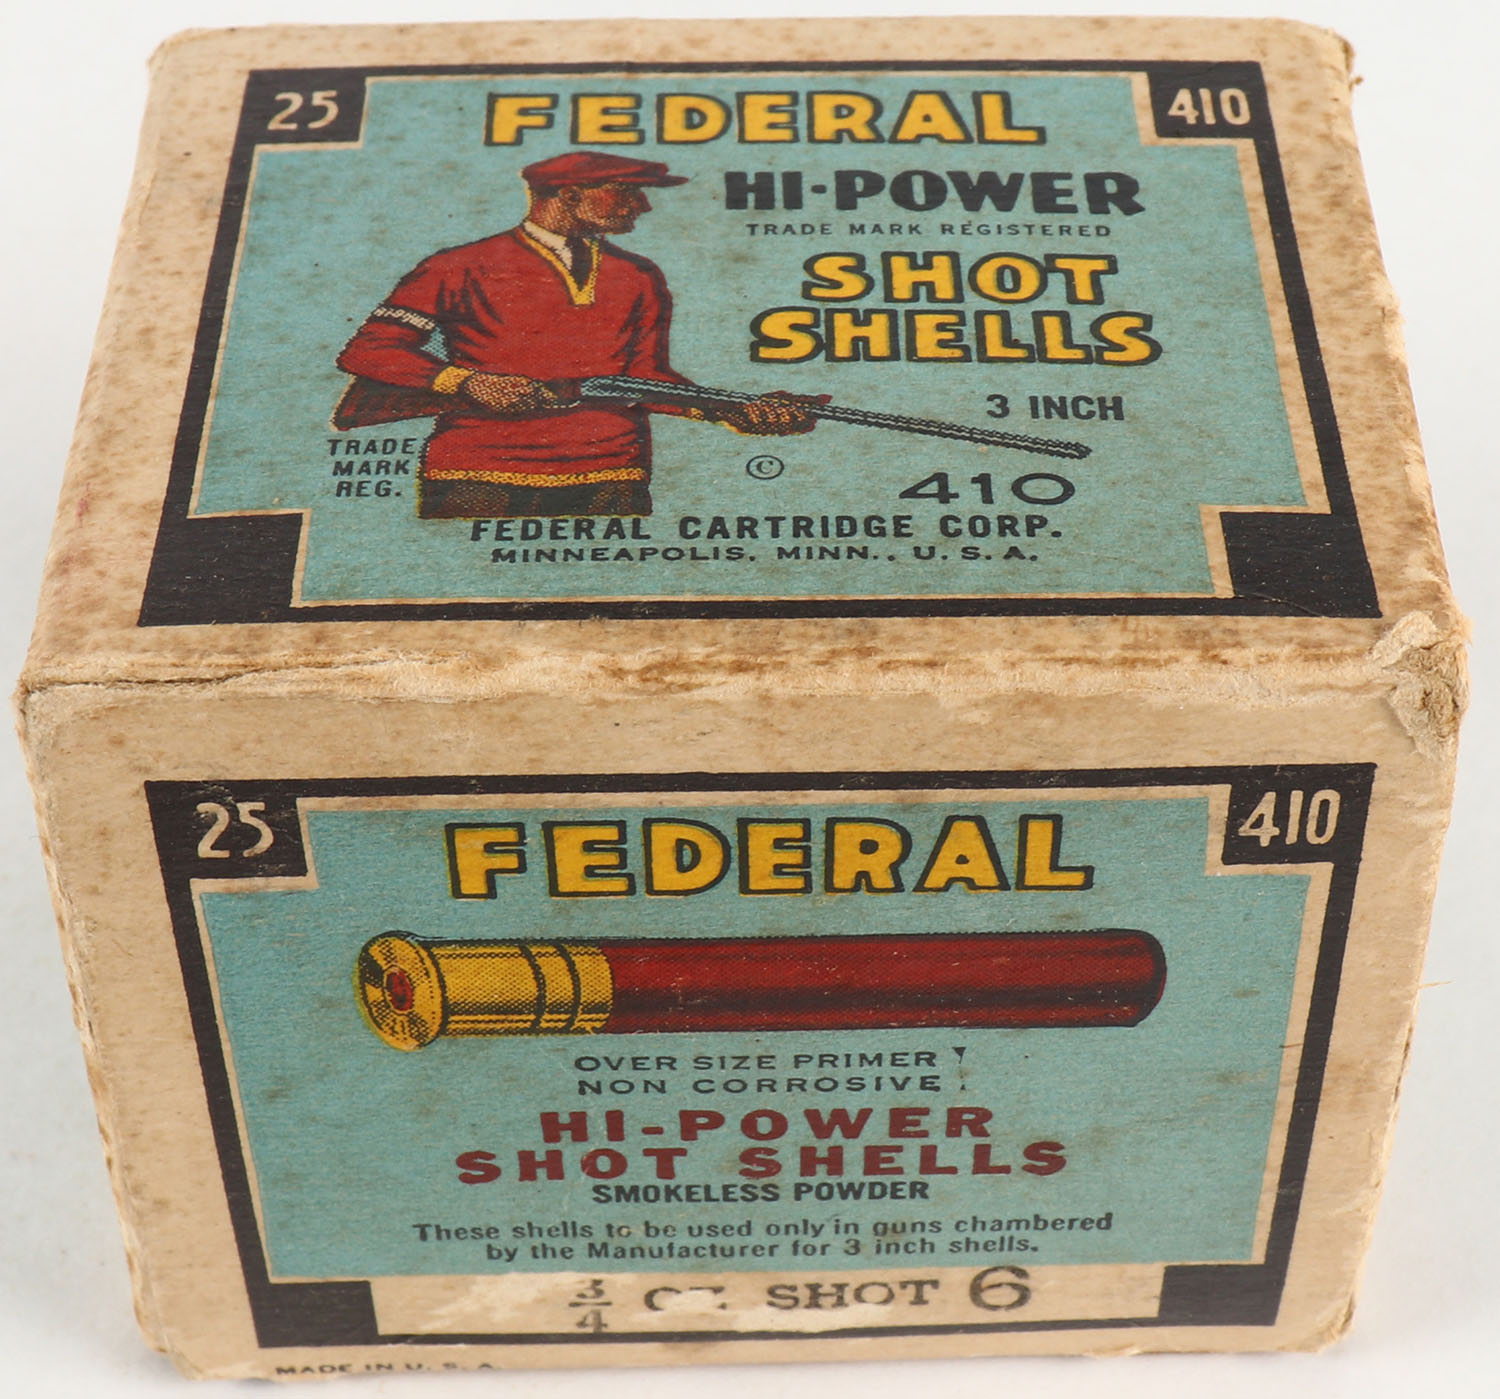 25
FEDERAL
410
HI-POWER
TRADE MARK REGISTERED
SHOT
SHELLS
HI-POWER
3 INCH
TRADE
MARK
REG.
©
410
FEDERAL CARTRIDGE CORP.
MINNEAPOLIS, MINN., U. S. A.
25
FEDERAL
410
OVER SIZE PRIMER
NON CORROSIVE
HI-POWER
SHOT SHELLS
SMOKELESS POWDER
These shells to be used only in guns chambered
by the Manufacturer for 3 inch shells.
3/4 OZ. SHOT 6
MADE IN U. S. A.